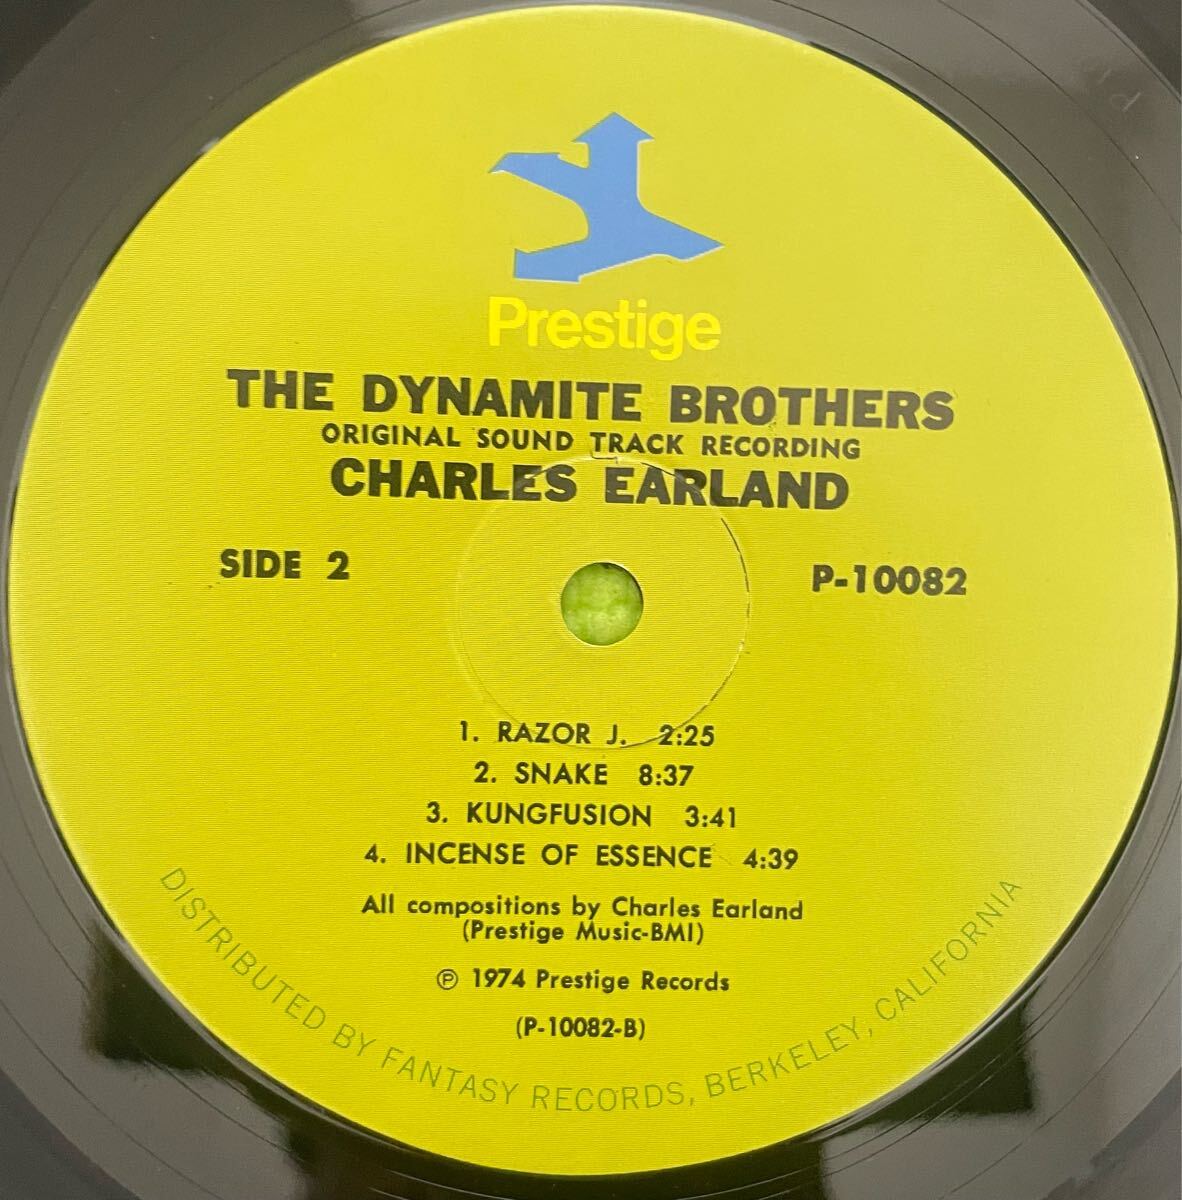 Prestige
THE DYNAMITE BROTHERS
ORIGINAL SOUND TRACK RECORDING
CHARLES EARLAND
SIDE 2
P-10082
1. RAZOR J. 2:25
2. SNAKE 8:37
3. KUNGFUSION 3:41
4. INCENSE OF ESSENCE 4:39
All compositions by Charles Earland
(Prestige Music-BMI)
℗ 1974 Prestige Records
(P-10082-B)
DISTRIBUTED BY FANTASY RECORDS, BERKELEY, CALIFORNIA